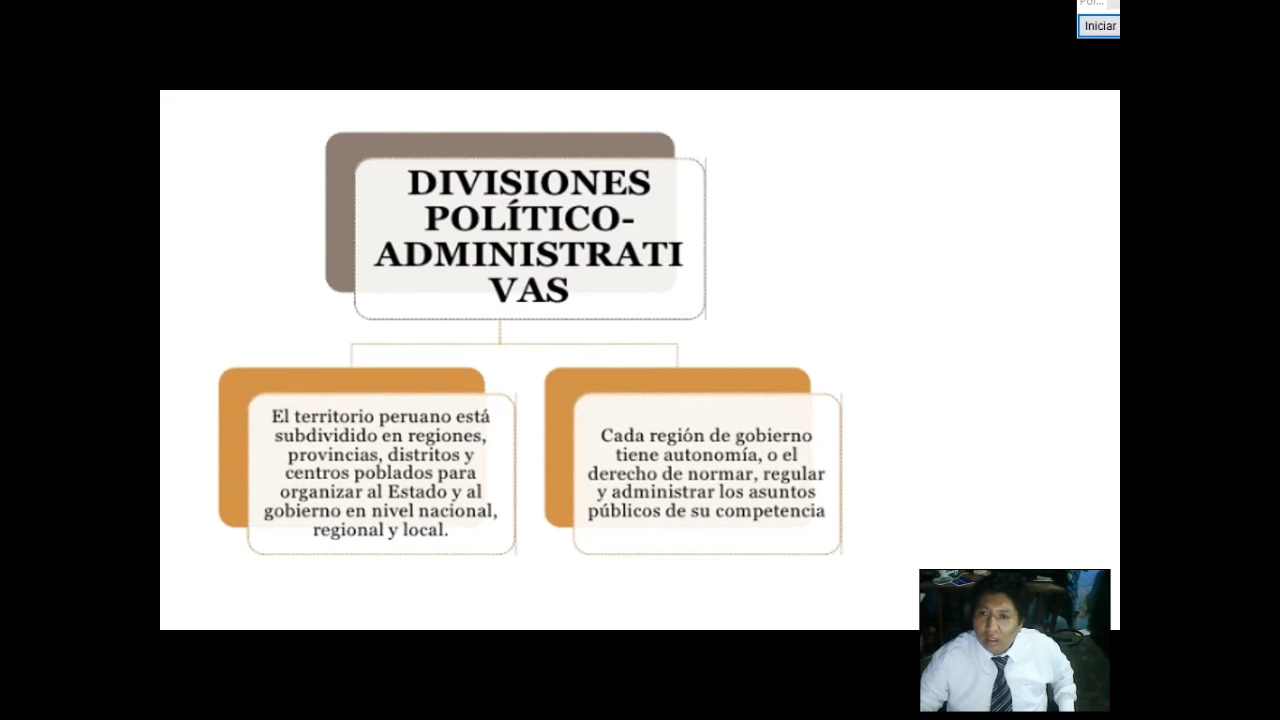 Por...
Iniciar
DIVISIONES
POLÍTICO-
ADMINISTRATI
VAS
El territorio peruano está
subdividido en regiones,
provincias, distritos y
centros poblados para
organizar al Estado y al
gobierno en nivel nacional,
regional y local.
Cada región de gobierno
tiene autonomía, o el
derecho de normar, regular
y administrar los asuntos
públicos de su competencia